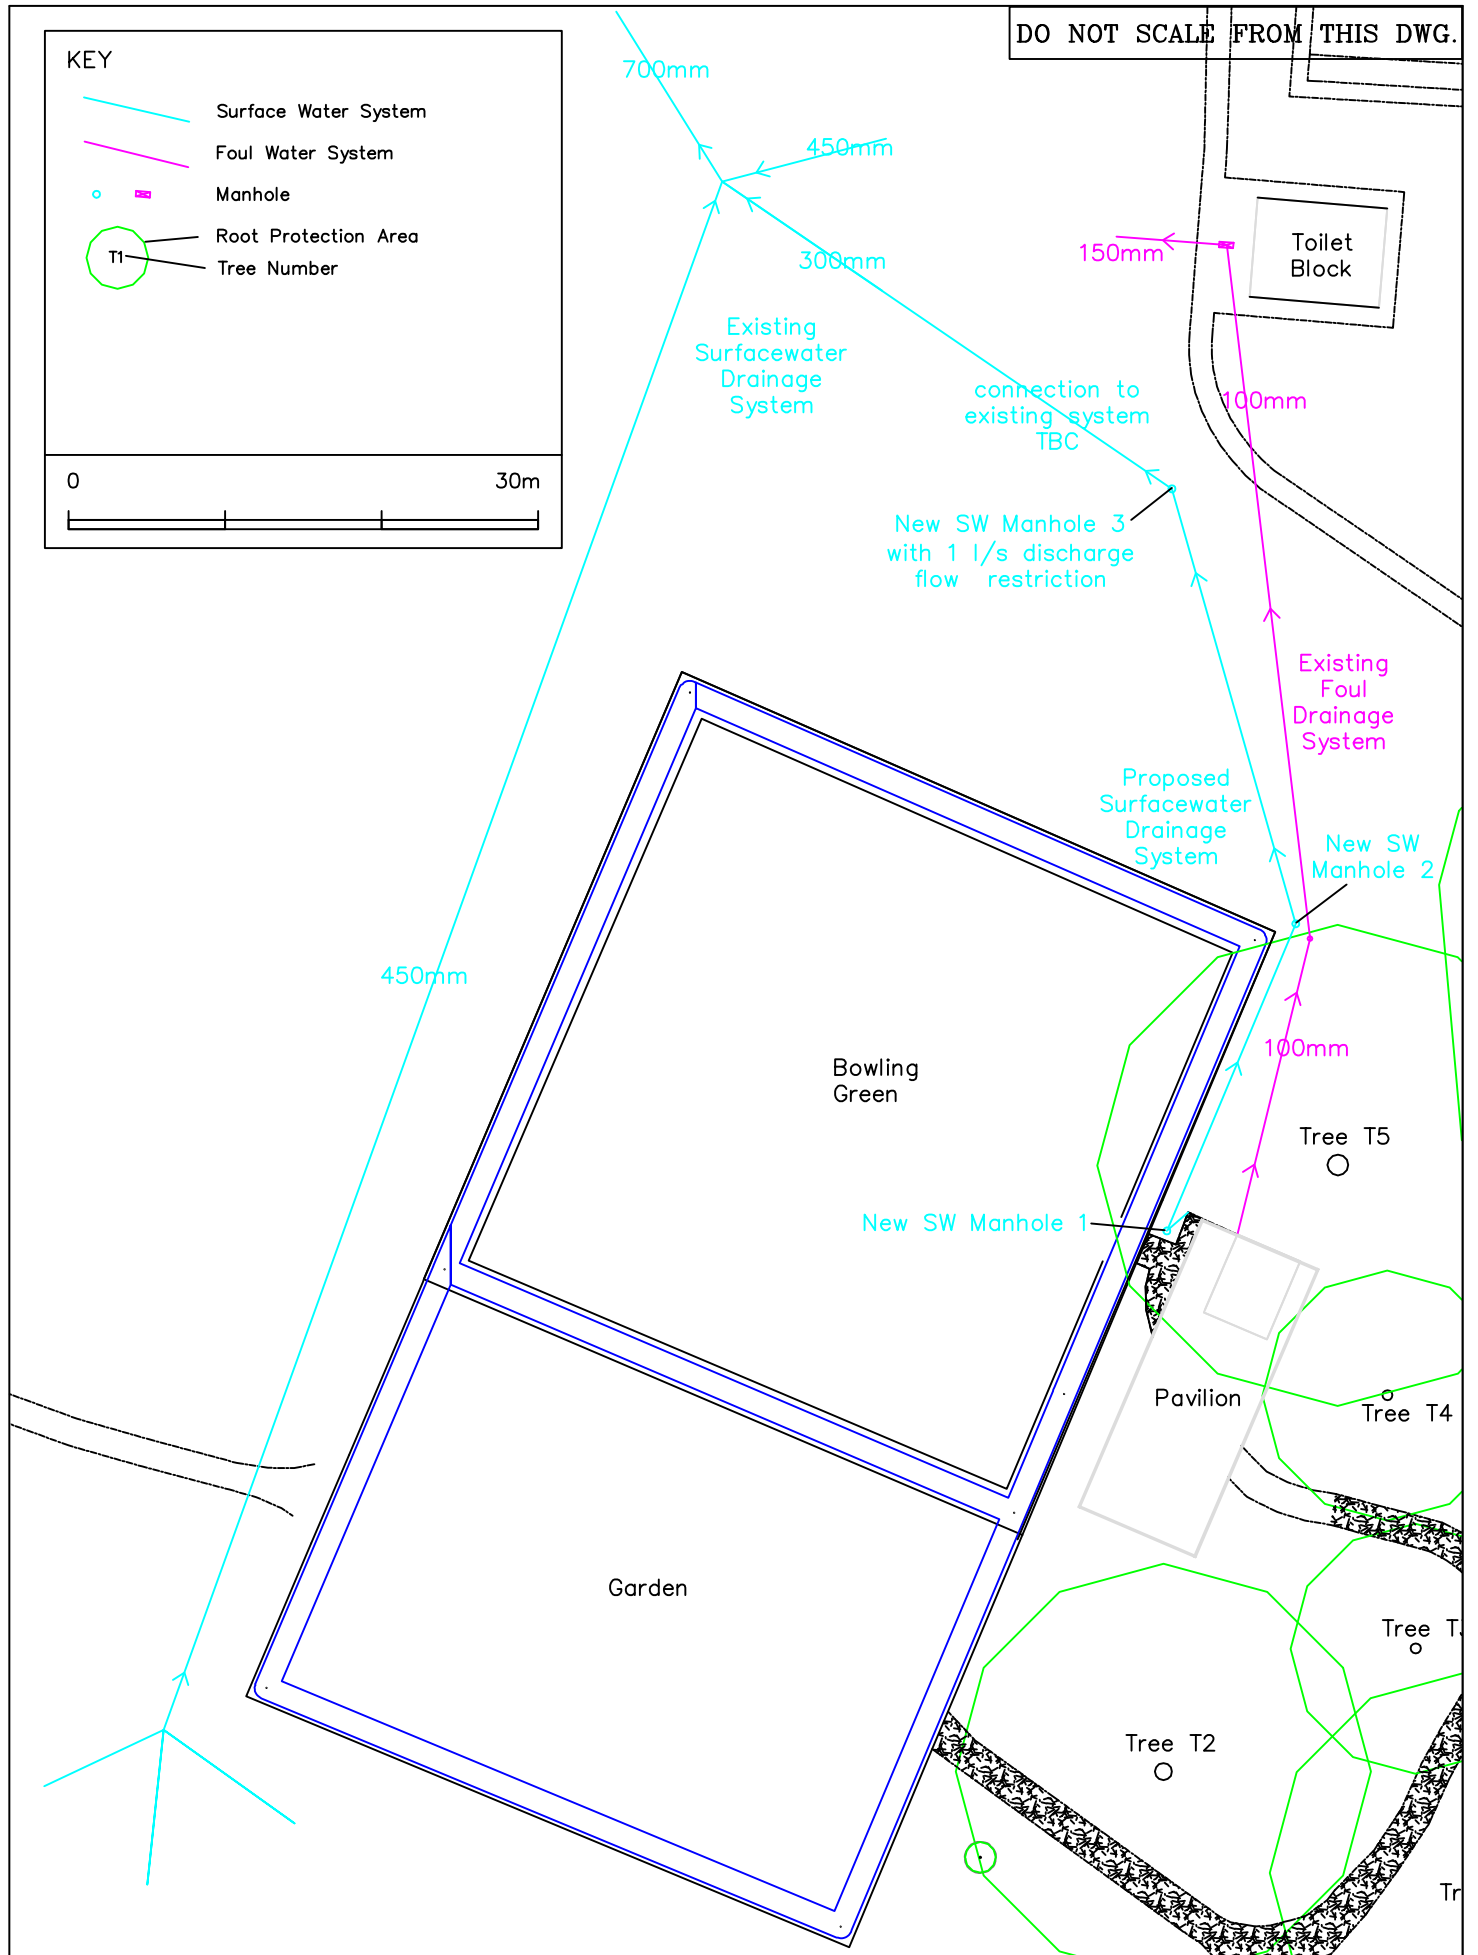 DO NOT SCALE FROM THIS DWG.
KEY
Surface Water System
Foul Water System
Manhole
Root Protection Area
T1
Tree Number
0
30m
700mm
450mm
300mm
150mm
Toilet
Block
Existing
Surfacewater
Drainage
System
connection to
existing system
TBC
100mm
New SW Manhole 3
with 1 l/s discharge
flow restriction
Existing
Foul
Drainage
System
Proposed
Surfacewater
Drainage
System
New SW
Manhole 2
450mm
100mm
Bowling
Green
Tree T5
New SW Manhole 1
Pavilion
Tree T4
Garden
Tree
Tree T2